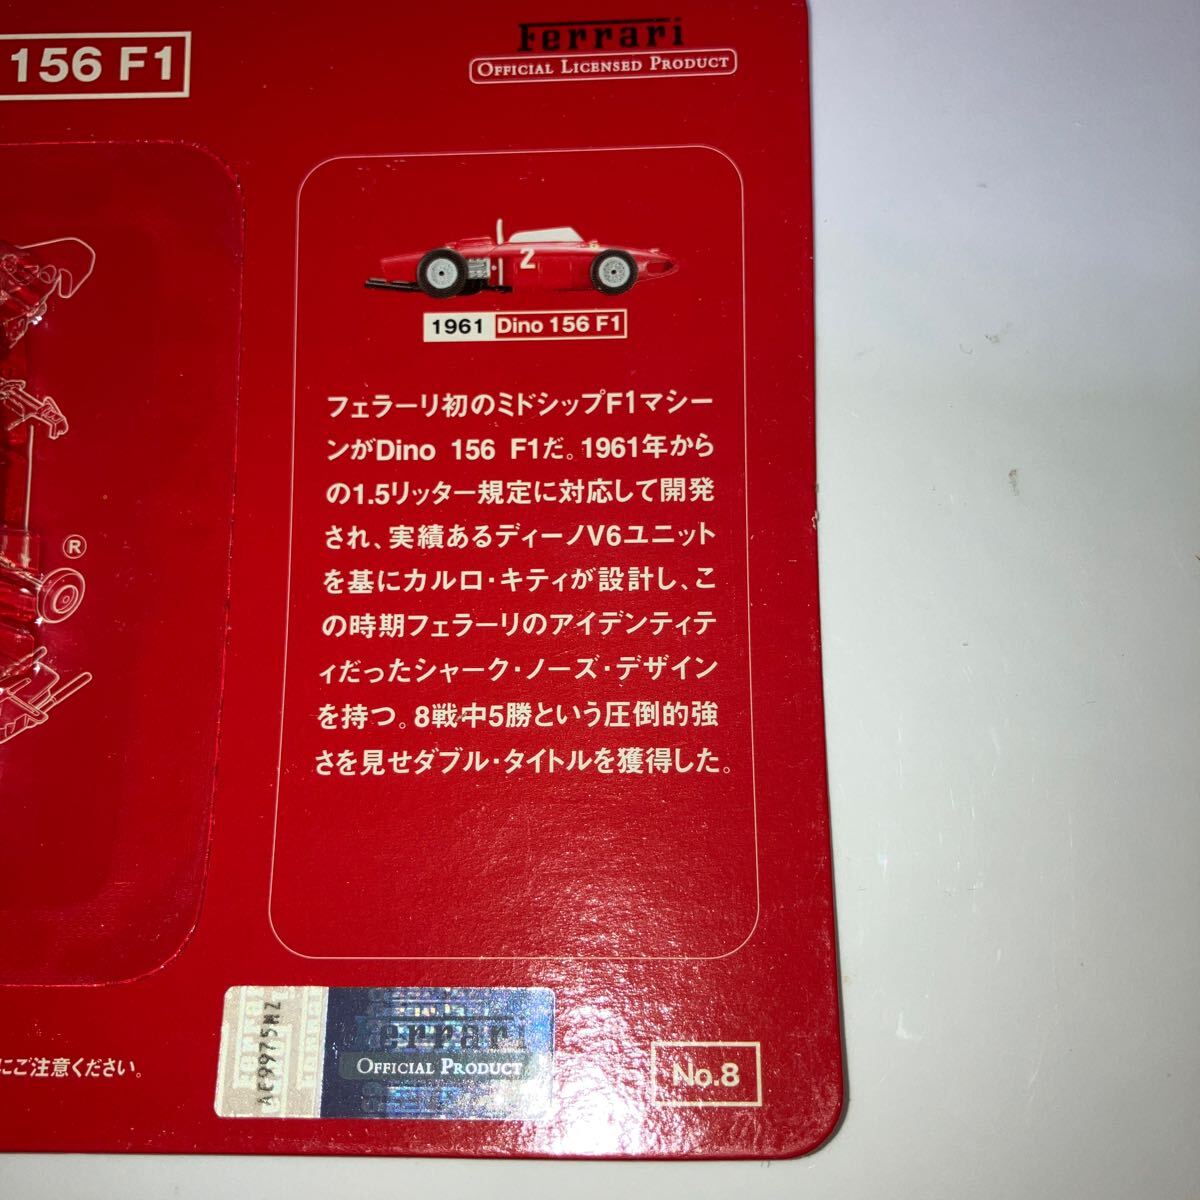 156 F1
Ferrari
OFFICIAL LICENSED PRODUCT
2
1961 Dino 156 F1
フェラーリ初のミドシップF1マシー
ンがDino 156 F1だ。1961年から
の1.5リッター規定に対応して開発
され、実績あるディーノV6ユニット
を基にカルロ・キティが設計し、こ
の時期フェラーリのアイデンティテ
ィだったシャーク・ノーズ・デザイン
を持つ。8戦中5勝という圧倒的強
さを見せダブル・タイトルを獲得した。
®
にご注意ください。
AC9975MZ
Ferrari
OFFICIAL PRODUCT
No.8